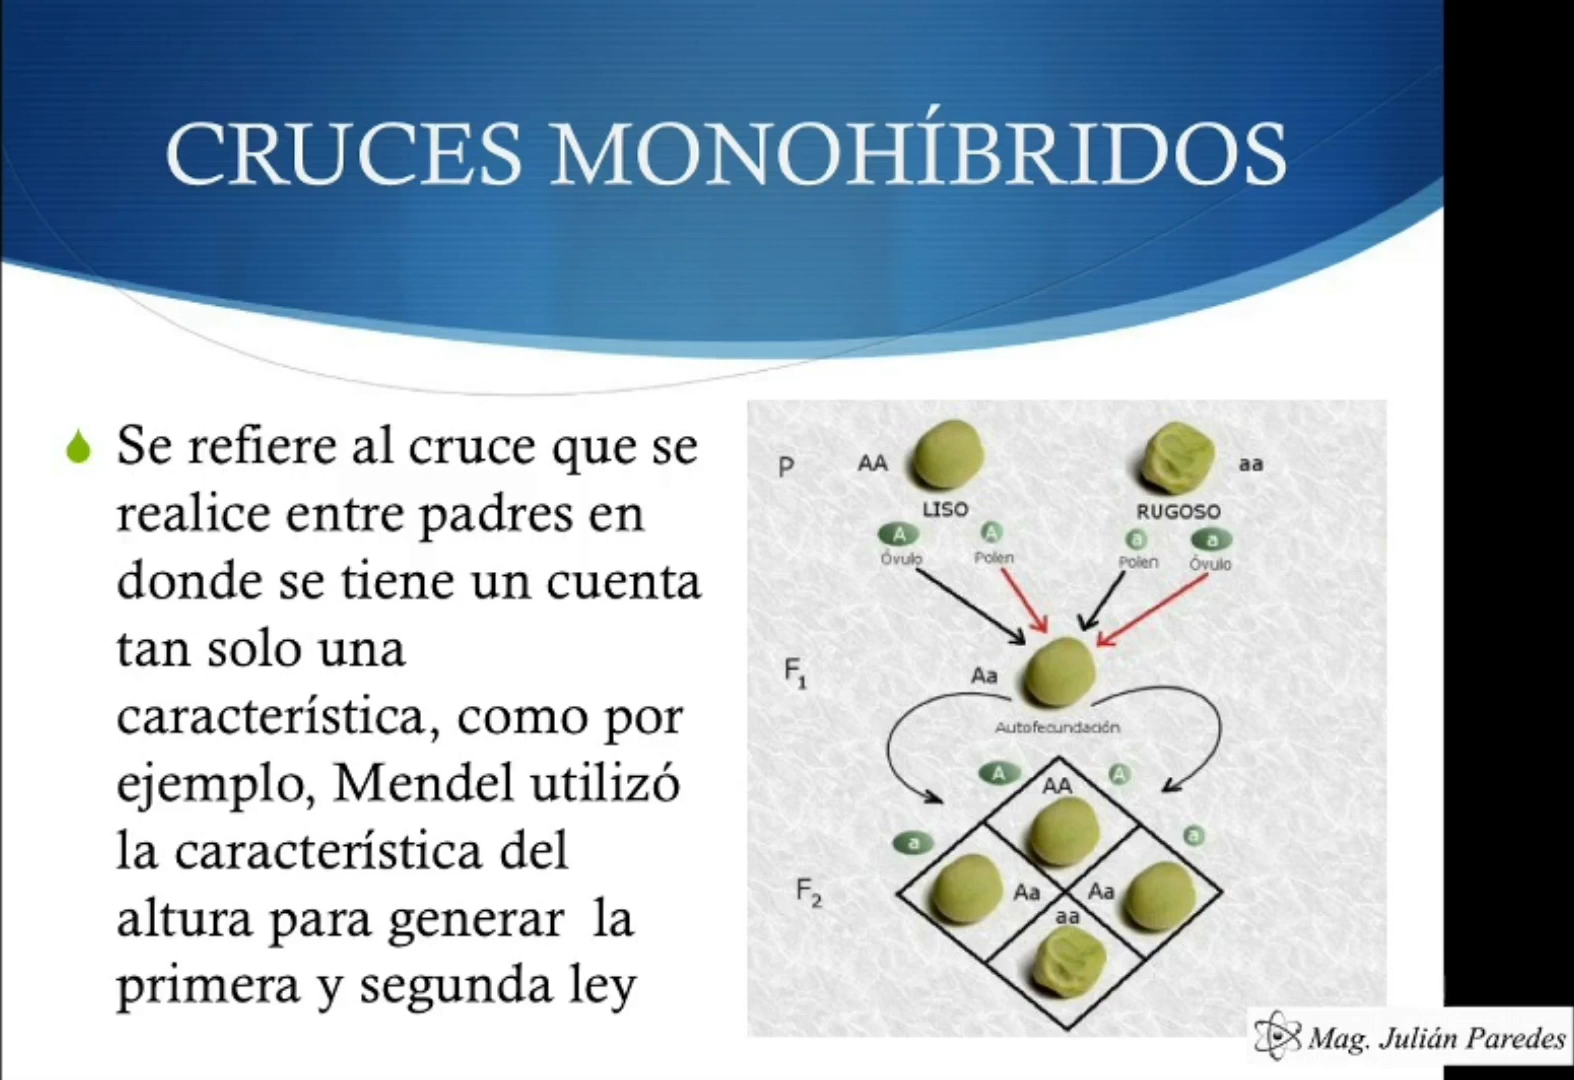 CRUCES MONOHÍBRIDOS
Se refiere al cruce que se
realice entre padres en
donde se tiene un cuenta
tan solo una
característica, como por
ejemplo, Mendel utilizó
la característica del
altura para generar la
primera y segunda ley
P AA aa
LISO RUGOSO
A A a a
Óvulo Polen Polen Óvulo
F1 Aa
Autofecundación
A A
AA
a a
F2 Aa Aa
aa
Mag. Julián Paredes